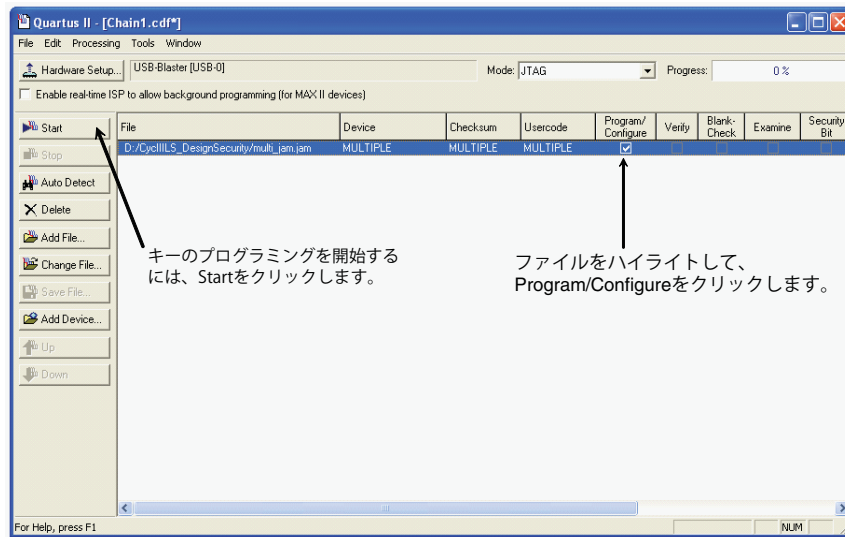 Quartus II - [Chain1.cdf*]
File Edit Processing Tools Window
Hardware Setup... USB-Blaster [USB-0] Mode: JTAG Progress: 0 %
Enable real-time ISP to allow background programming (for MAX II devices)
Start
Stop
Auto Detect
Delete
Add File...
Change File...
Save File...
Add Device...
Up
Down
File Device Checksum Usercode Program/Configure Verify Blank-Check Examine Security Bit
D:/CyclIILS_DesignSecurity/multi_jam.jam MULTIPLE MULTIPLE MULTIPLE
キーのプログラミングを開始する
には、Startをクリックします。
ファイルをハイライトして、
Program/Configureをクリックします。
For Help, press F1 NUM